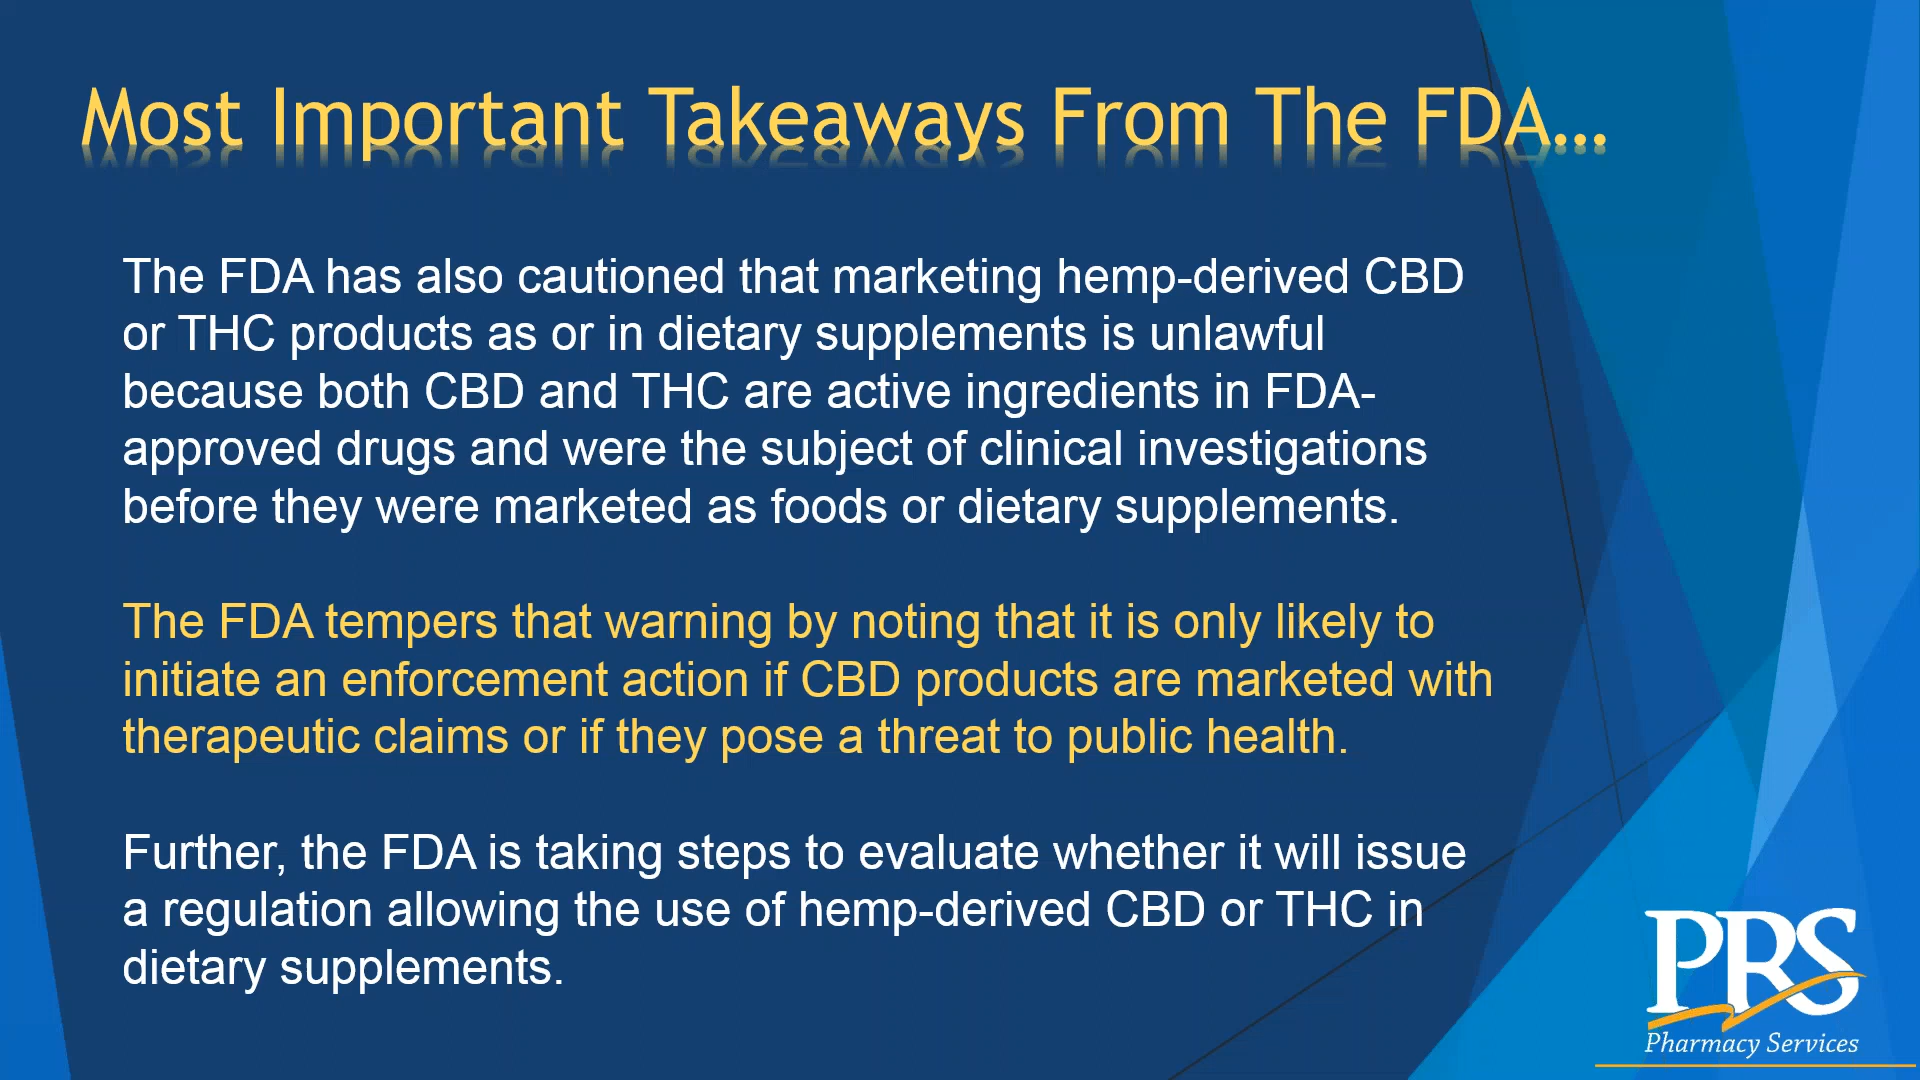 Most Important Takeaways From The FDA...
The FDA has also cautioned that marketing hemp-derived CBD
or THC products as or in dietary supplements is unlawful
because both CBD and THC are active ingredients in FDA-
approved drugs and were the subject of clinical investigations
before they were marketed as foods or dietary supplements.
The FDA tempers that warning by noting that it is only likely to
initiate an enforcement action if CBD products are marketed with
therapeutic claims or if they pose a threat to public health.
Further, the FDA is taking steps to evaluate whether it will issue
a regulation allowing the use of hemp-derived CBD or THC in
dietary supplements.
PRS
Pharmacy Services